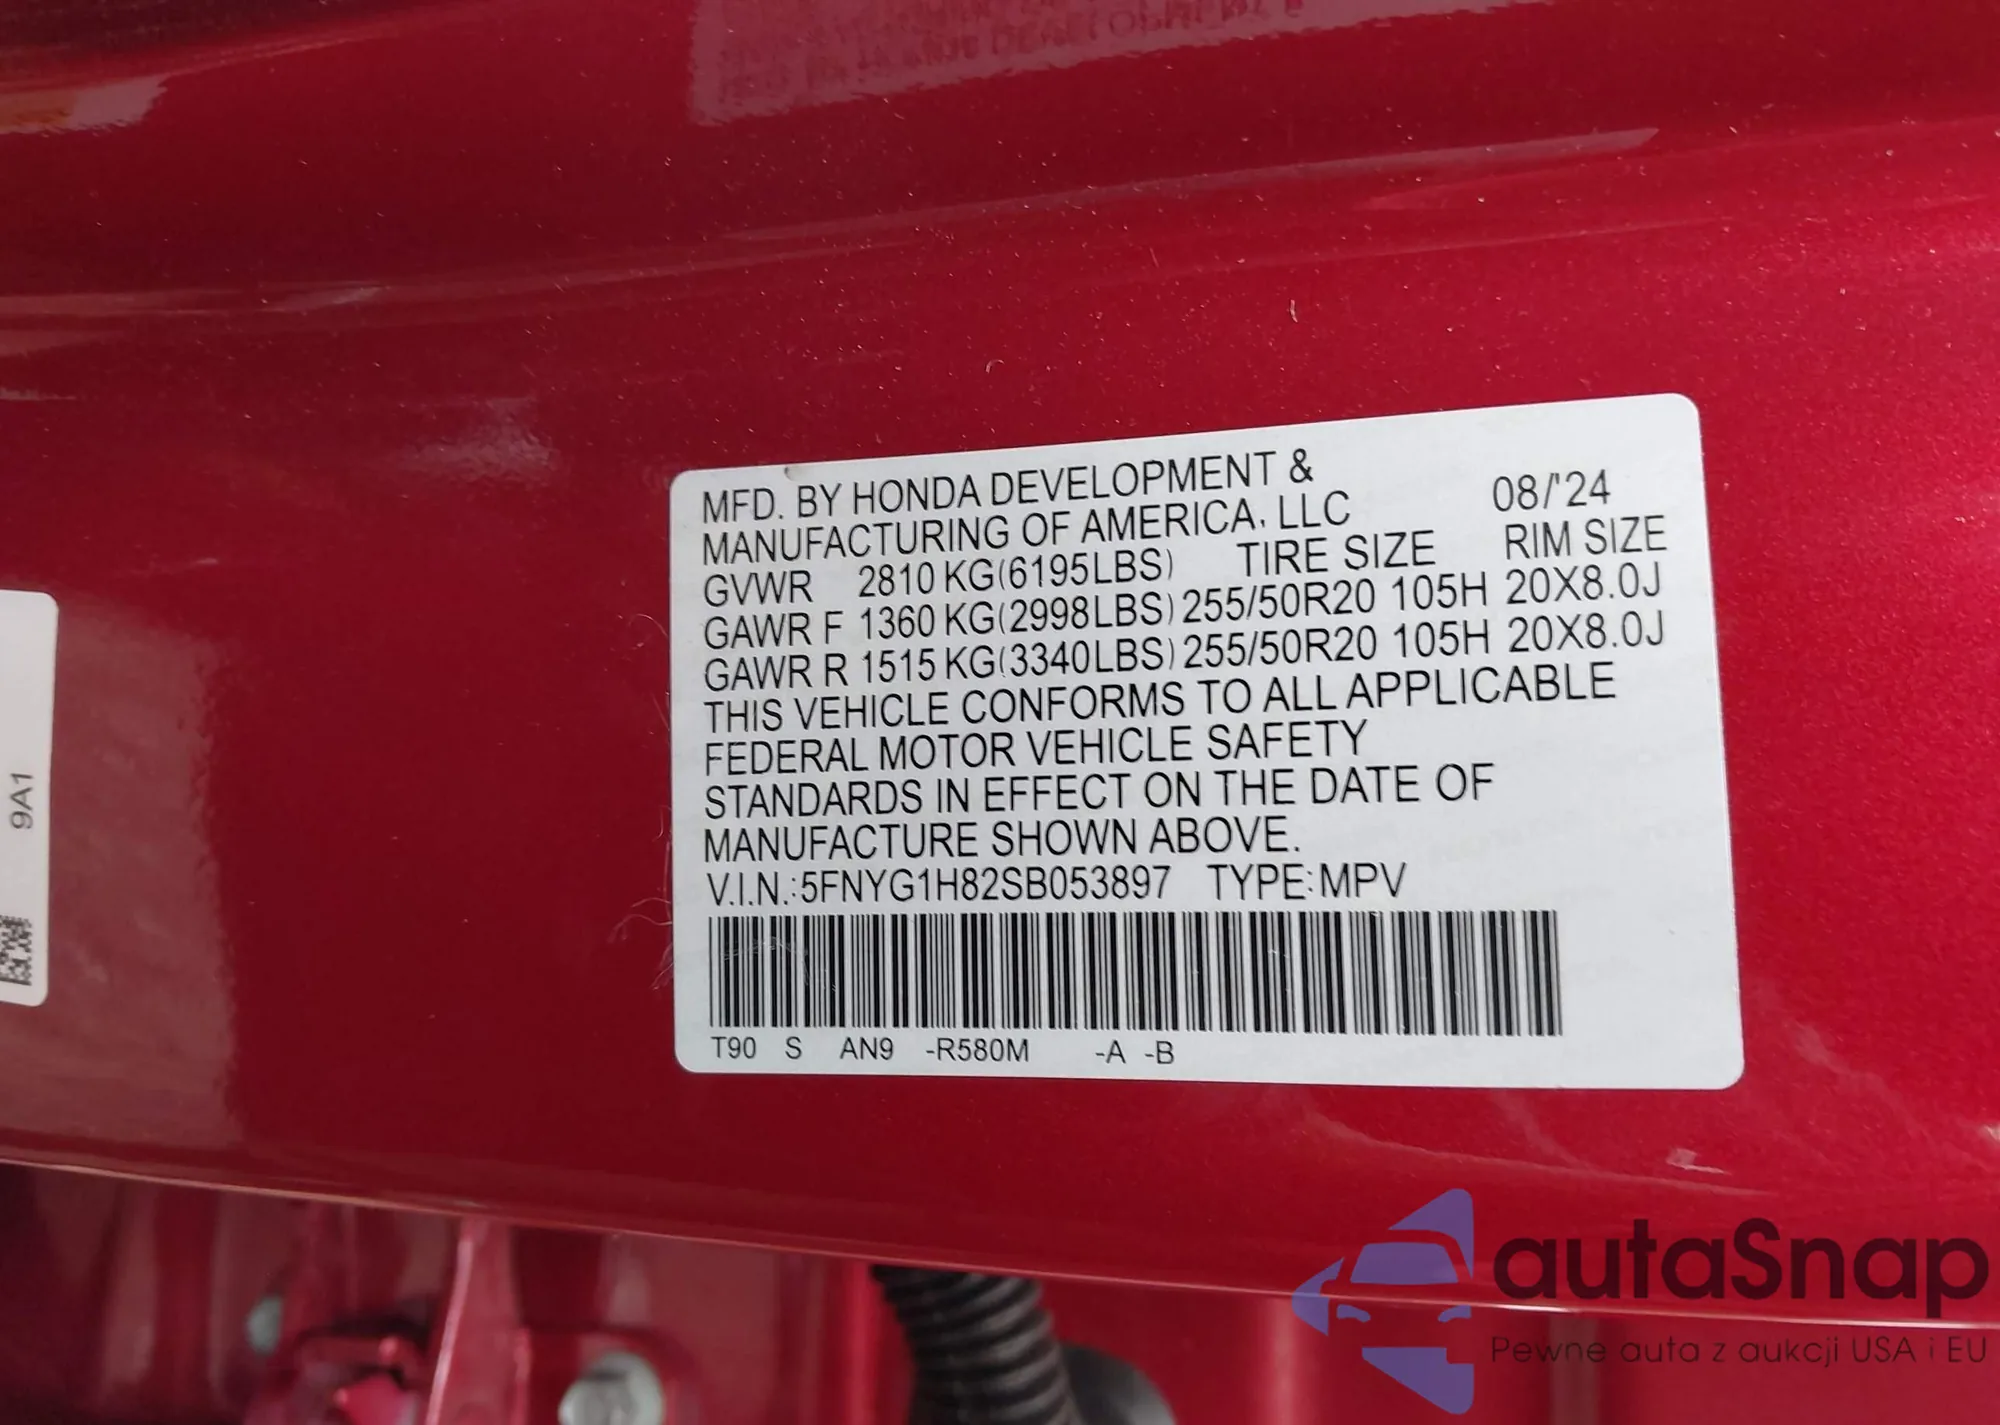 MFD. BY HONDA DEVELOPMENT &
MANUFACTURING OF AMERICA, LLC 08/'24
GVWR 2810 KG(6195LBS) TIRE SIZE RIM SIZE
GAWR F 1360 KG(2998LBS) 255/50R20 105H 20X8.0J
GAWR R 1515 KG(3340LBS) 255/50R20 105H 20X8.0J
THIS VEHICLE CONFORMS TO ALL APPLICABLE
FEDERAL MOTOR VEHICLE SAFETY
STANDARDS IN EFFECT ON THE DATE OF
MANUFACTURE SHOWN ABOVE.
V.I.N.:5FNYG1H82SB053897 TYPE:MPV
T90 S AN9 -R580M -A -B
9A1
autaSnap
Pewne auta z aukcji USA i EU